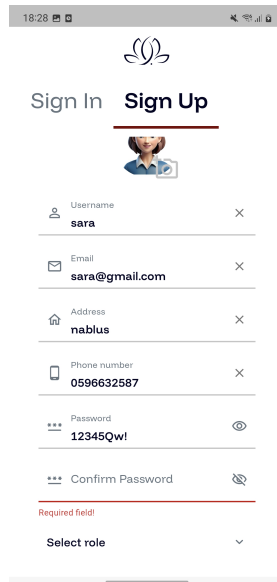 18:28
Sign In Sign Up
Username
sara
Email
sara@gmail.com
Address
nablus
Phone number
0596632587
Password
12345Qw!
Confirm Password
Required field!
Select role